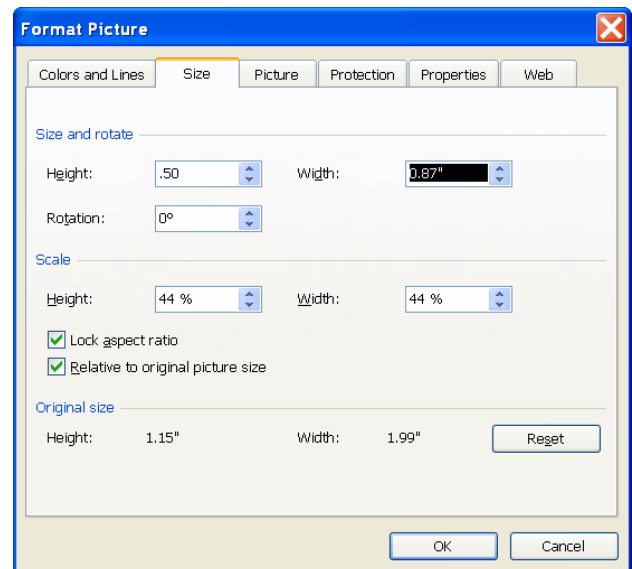 Format Picture
Colors and Lines Size Picture Protection Properties Web
Size and rotate
Height: .50 Width: 0.87"
Rotation: 0°
Scale
Height: 44 % Width: 44 %
Lock aspect ratio
Relative to original picture size
Original size
Height: 1.15" Width: 1.99" Reset
OK Cancel